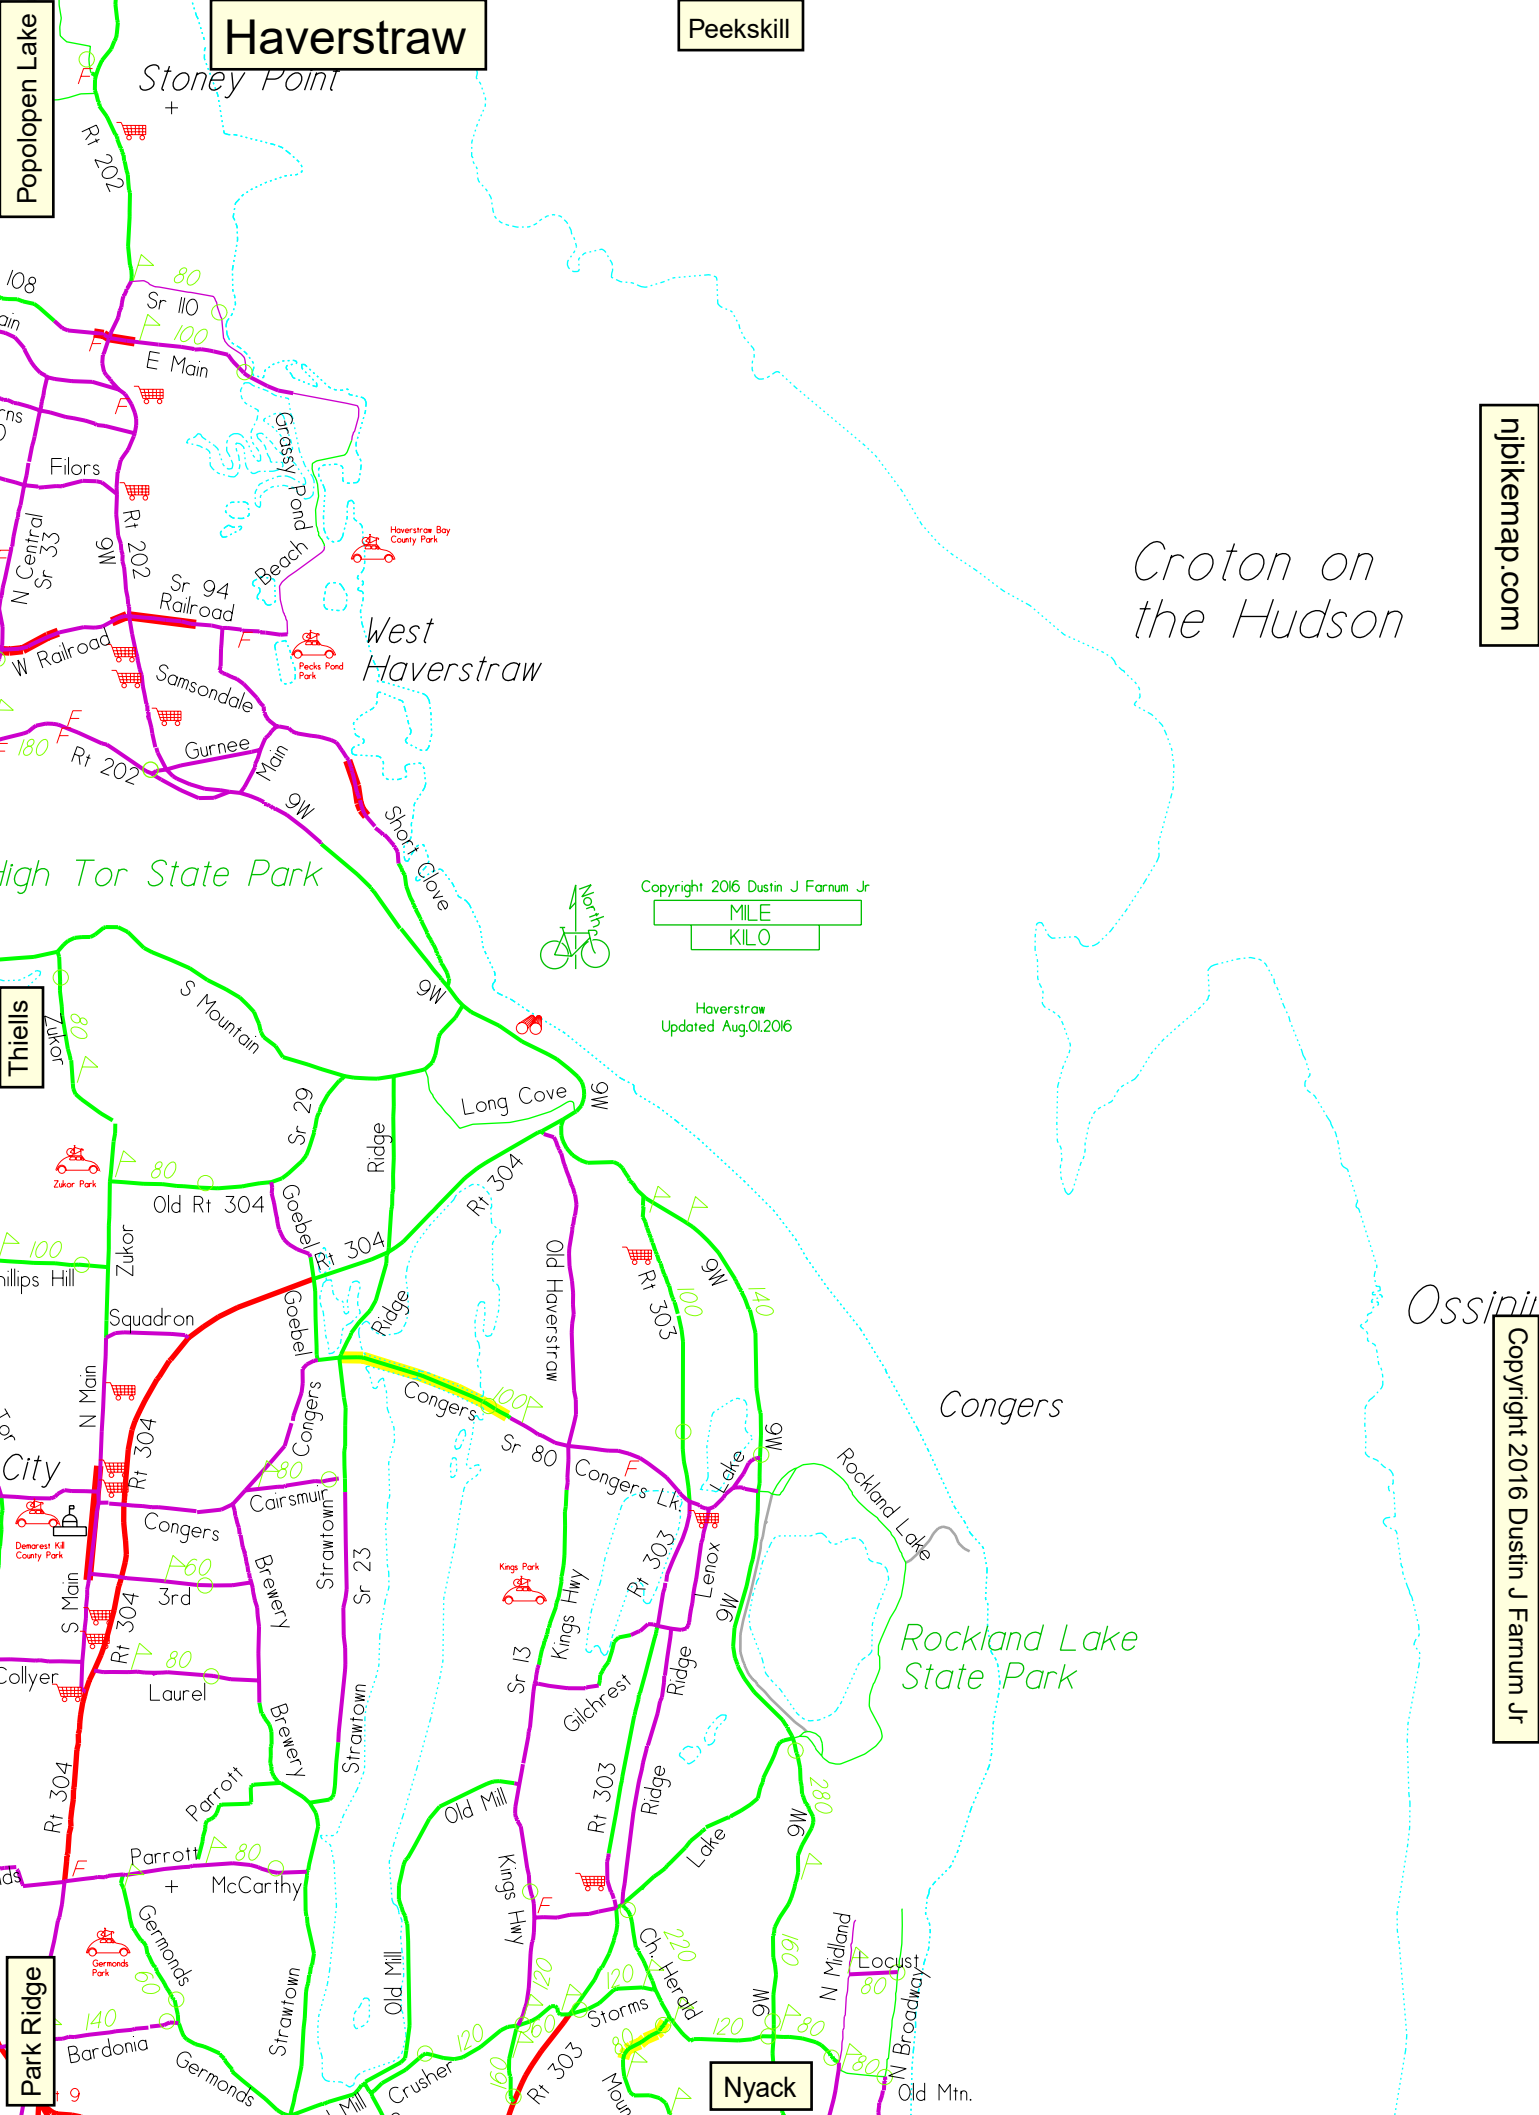 Popolopen Lake
Haverstraw
Peekskill
Stoney Point
Rt 202
108
80
Sr 110
100
E Main
Filors
Grassy Pond
N Central
Sr 33
Rt 202
9W
Beach
Haverstraw Bay
County Park
njbikemap.com
Croton on
the Hudson
Sr 94
Railroad
W Railroad
West
Haverstraw
Pecks Pond
Park
Samsondale
180
Rt 202
Gurnee
Main
9W
Short Clove
High Tor State Park
North
Copyright 2016 Dustin J Farnum Jr
MILE
KILO
Haverstraw
Updated Aug.01.2016
Thiells
Zukor
80
S Mountain
9W
Sr 29
Ridge
Long Cove
9W
Zukor Park
80
Old Rt 304
Goebel
Rt 304
Rt 304
100
Zukor
Old Haverstraw
Rt 303
100
9W
140
Squadron
Goebel
Ridge
Congers
N Main
Congers
Congers
100
Sr 80
Rt 304
City
80
Cairsmuir
Congers Lk.
Lake
9W
Rockland Lake
Copyright 2016 Dustin J Farnum Jr
Demarest Kill
County Park
Congers
Strawtown
Sr 23
Brewery
Kings Park
Kings Hwy
Rt 303
Lenox
9W
S Main
Rt 304
60
3rd
Rockland Lake
State Park
Collyer
80
Laurel
Sr 13
Gilchrest
Ridge
Brewery
Strawtown
Parrott
Rt 304
Old Mill
Rt 303
Ridge
Lake
280
9W
Parrott
80
McCarthy
Germonds
Germonds
Park
60
Kings Hwy
Ch. Herald
220
160
N Midland
Locust
80
N Broadway
Strawtown
Old Mill
120
120
Storms
9W
Park Ridge
140
Bardonia
Germonds
120
Crusher
160
60
Rt 303
80
120
80
80
Nyack
Old Mtn.
Mill